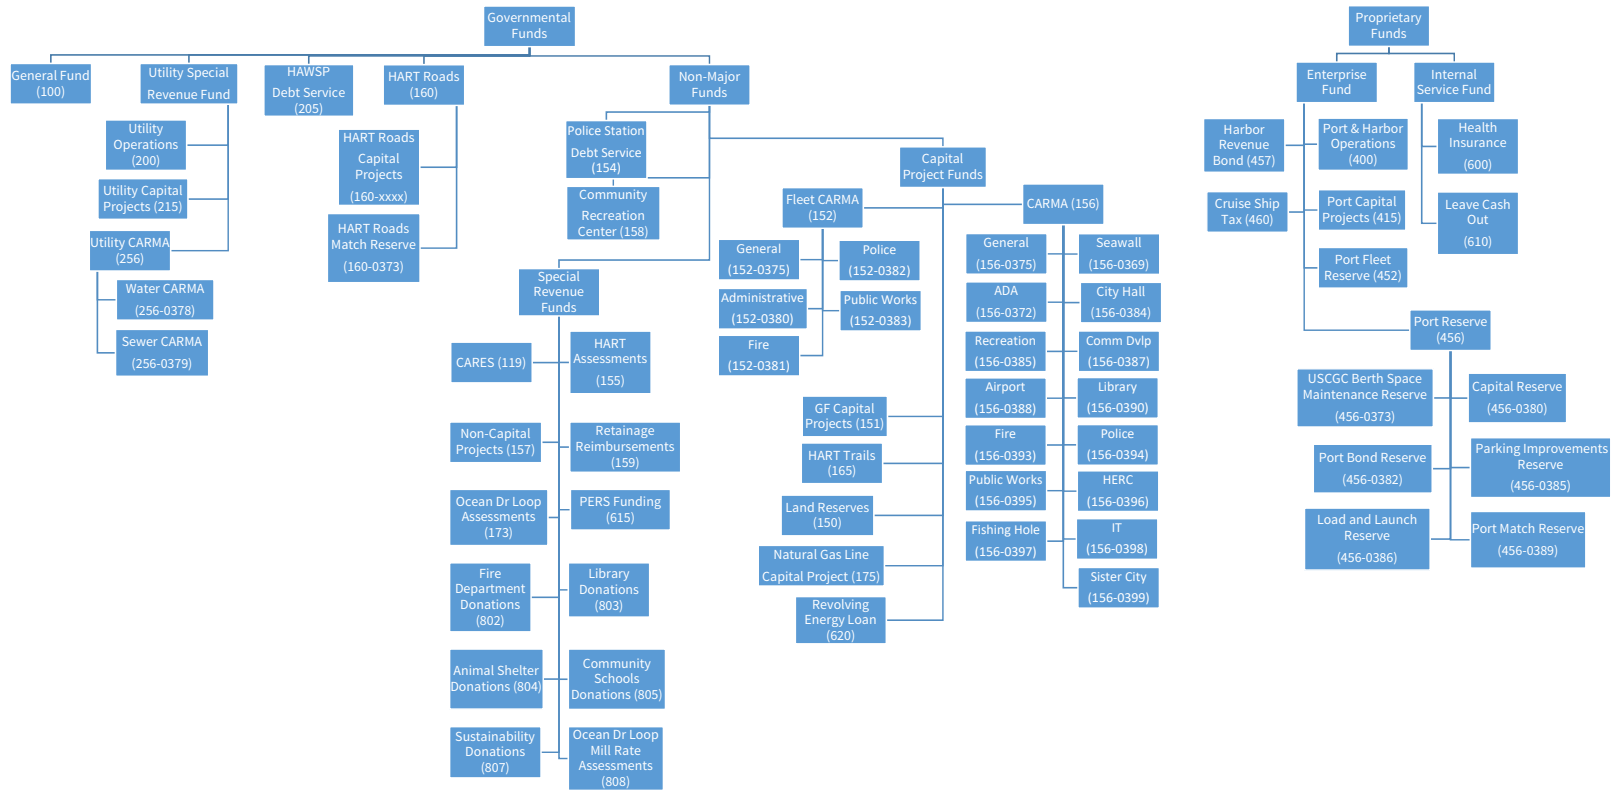 Governmental
Funds
General Fund
(100)
Utility Special
Revenue Fund
Utility
Operations
(200)
Utility Capital
Projects (215)
Utility CARMA
(256)
Water CARMA
(256-0378)
Sewer CARMA
(256-0379)
HAWSP
Debt Service
(205)
HART Roads
(160)
HART Roads
Capital
Projects
(160-xxxx)
HART Roads
Match Reserve
(160-0373)
Non-Major
Funds
Police Station
Debt Service
(154)
Community
Recreation
Center (158)
Special
Revenue
Funds
CARES (119)
HART
Assessments
(155)
Non-Capital
Projects (157)
Retainage
Reimbursements
(159)
Ocean Dr Loop
Assessments
(173)
PERS Funding
(615)
Fire
Department
Donations
(802)
Library
Donations
(803)
Animal Shelter
Donations (804)
Community
Schools
Donations (805)
Sustainability
Donations
(807)
Ocean Dr Loop
Mill Rate
Assessments
(808)
Capital
Project Funds
Fleet CARMA
(152)
General
(152-0375)
Police
(152-0382)
Administrative
(152-0380)
Public Works
(152-0383)
Fire
(152-0381)
GF Capital
Projects (151)
HART Trails
(165)
Land Reserves
(150)
Natural Gas Line
Capital Project (175)
Revolving
Energy Loan
(620)
CARMA (156)
General
(156-0375)
Seawall
(156-0369)
ADA
(156-0372)
City Hall
(156-0384)
Recreation
(156-0385)
Comm Dvlp
(156-0387)
Airport
(156-0388)
Library
(156-0390)
Fire
(156-0393)
Police
(156-0394)
Public Works
(156-0395)
HERC
(156-0396)
Fishing Hole
(156-0397)
IT
(156-0398)
Sister City
(156-0399)
Proprietary
Funds
Enterprise
Fund
Harbor
Revenue
Bond (457)
Port & Harbor
Operations
(400)
Cruise Ship
Tax (460)
Port Capital
Projects (415)
Port Fleet
Reserve (452)
Port Reserve
(456)
USCGC Berth Space
Maintenance Reserve
(456-0373)
Capital Reserve
(456-0380)
Port Bond Reserve
(456-0382)
Parking Improvements
Reserve
(456-0385)
Load and Launch
Reserve
(456-0386)
Port Match Reserve
(456-0389)
Internal
Service Fund
Health
Insurance
(600)
Leave Cash
Out
(610)